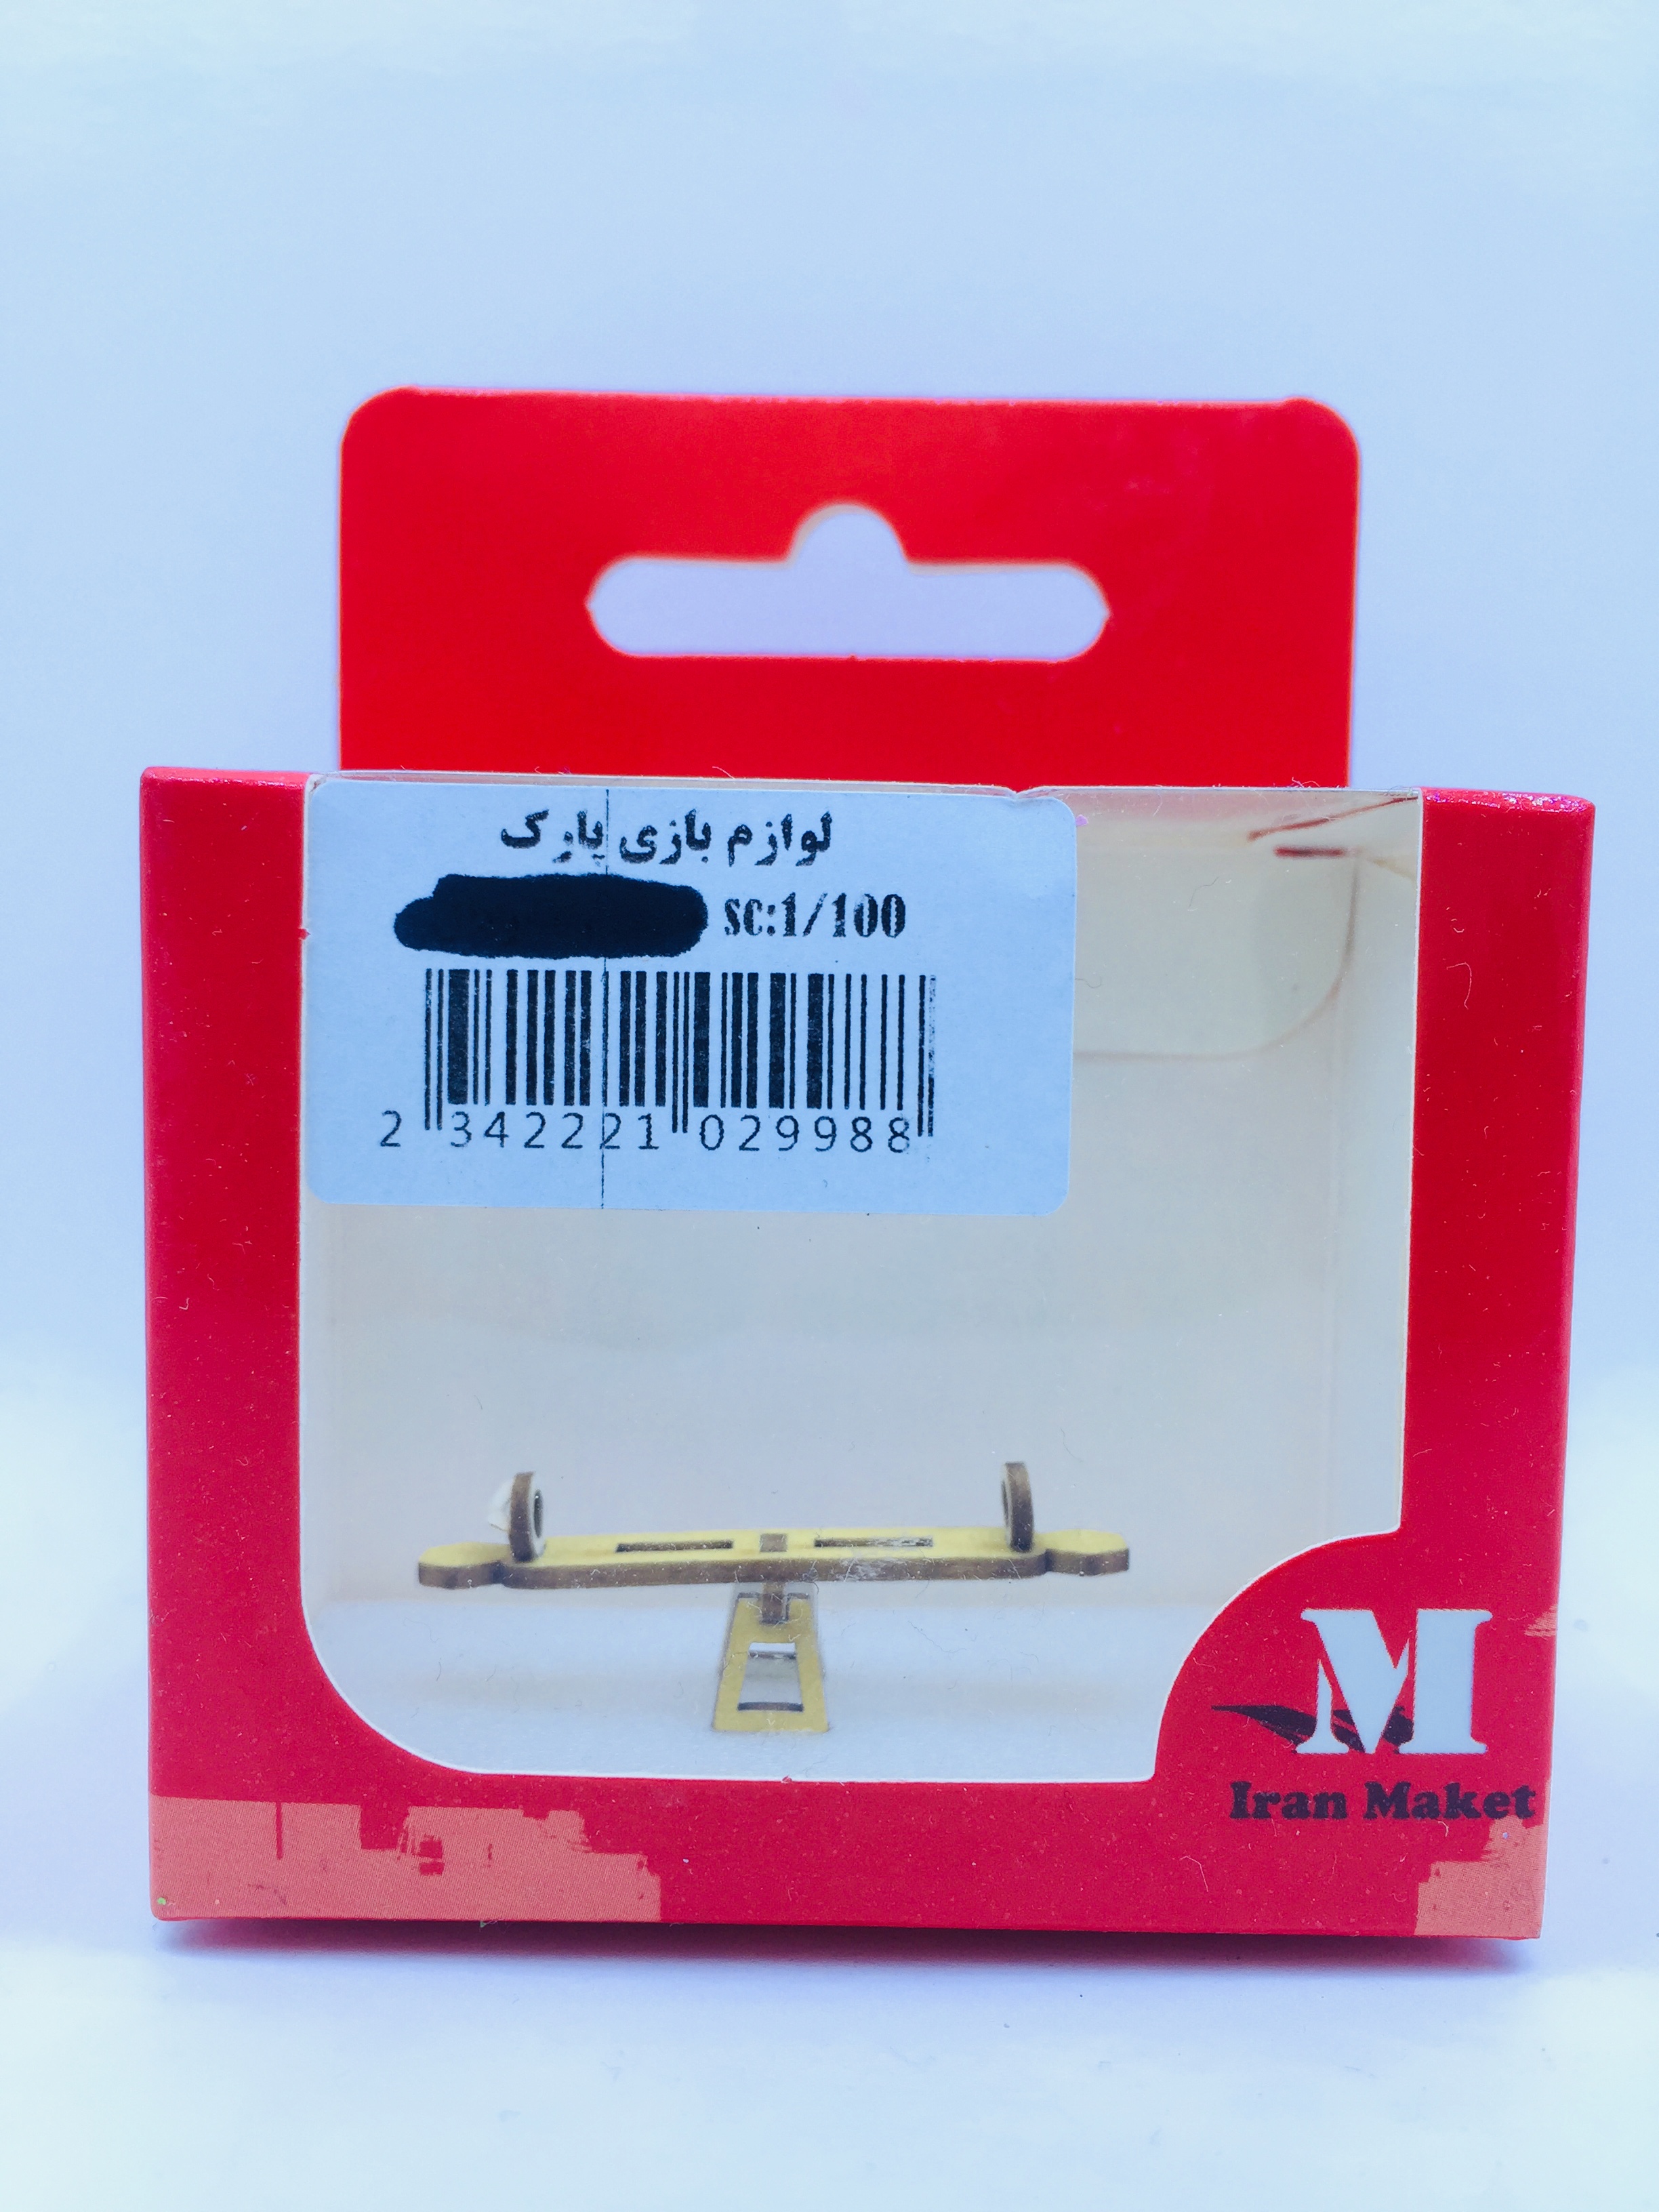 لوازم بازی پارک
SC:1/100
2 342221 029988
M
Iran Maket